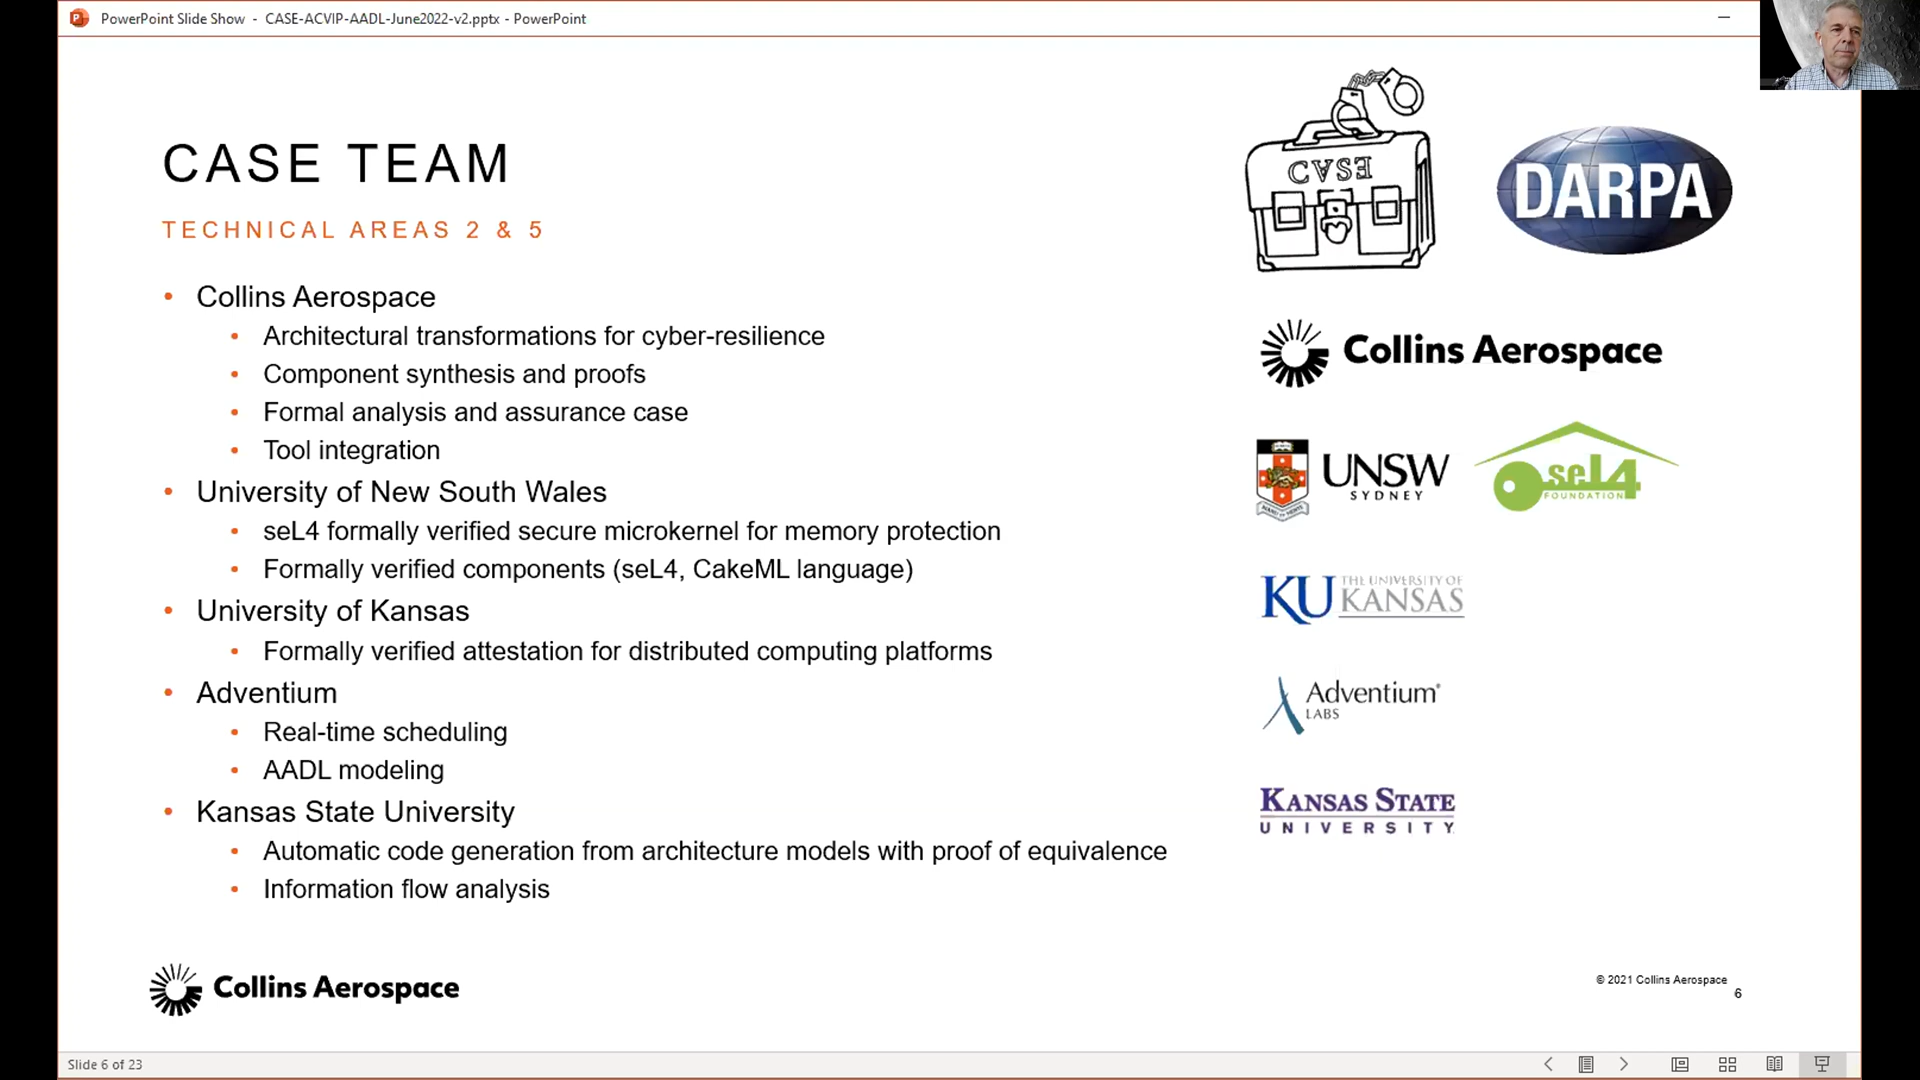 PowerPoint Slide Show - CASE-ACVIP-AADL-June2022-v2.pptx - PowerPoint
CASE TEAM
TECHNICAL AREAS 2 & 5
• Collins Aerospace
• Architectural transformations for cyber-resilience
• Component synthesis and proofs
• Formal analysis and assurance case
• Tool integration
• University of New South Wales
• seL4 formally verified secure microkernel for memory protection
• Formally verified components (seL4, CakeML language)
• University of Kansas
• Formally verified attestation for distributed computing platforms
• Adventium
• Real-time scheduling
• AADL modeling
• Kansas State University
• Automatic code generation from architecture models with proof of equivalence
• Information flow analysis
CASE
DARPA
Collins Aerospace
UNSW
SYDNEY
seL4
FOUNDATION
KU THE UNIVERSITY OF
KANSAS
Adventium®
LABS
KANSAS STATE
UNIVERSITY
Collins Aerospace
© 2021 Collins Aerospace
6
Slide 6 of 23